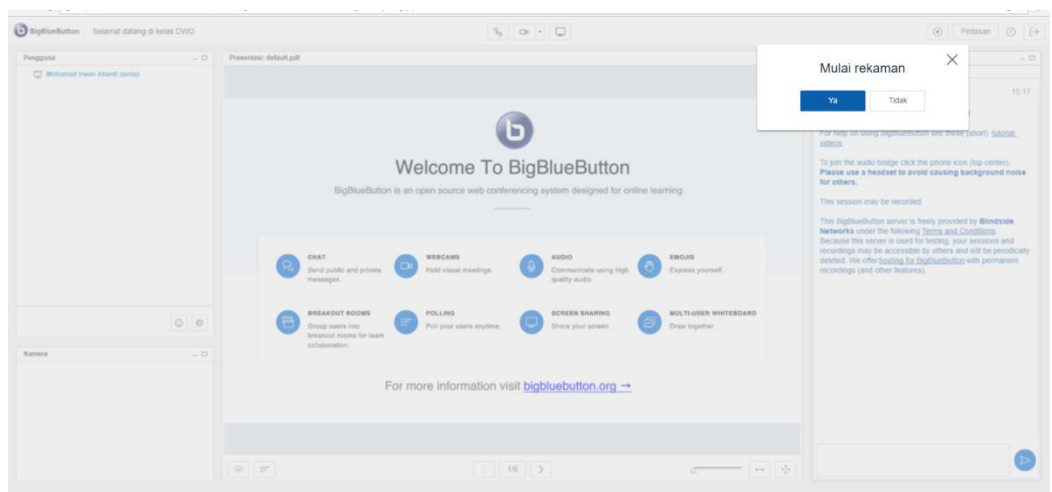 BigBlueButton Selamat datang di kelas DWO
Pintasan
Pengguna
Presentasi: default.pdf
Mohamad Irwan Afandi (anda)
Mulai rekaman
Ya Tidak
15:17
For help on using BigBlueButton see these (short) tutorial
videos.
To join the audio bridge click the phone icon (top center).
Please use a headset to avoid causing background noise
for others.
This session may be recorded.
This BigBlueButton server is freely provided by Blindside
Networks under the following Terms and Conditions.
Because this server is used for testing, your sessions and
recordings may be accessible by others and will be periodically
deleted. We offer hosting for BigBlueButton with permanent
recordings (and other features).
b
Welcome To BigBlueButton
BigBlueButton is an open source web conferencing system designed for online learning
CHAT
Send public and private
messages.
WEBCAMS
Hold visual meetings.
AUDIO
Communicate using high
quality audio.
EMOJIS
Express yourself.
BREAKOUT ROOMS
Group users into
breakout rooms for team
collaboration.
POLLING
Poll your users anytime.
SCREEN SHARING
Share your screen.
MULTI-USER WHITEBOARD
Draw together.
For more information visit bigbluebutton.org →
Kamera
1/6